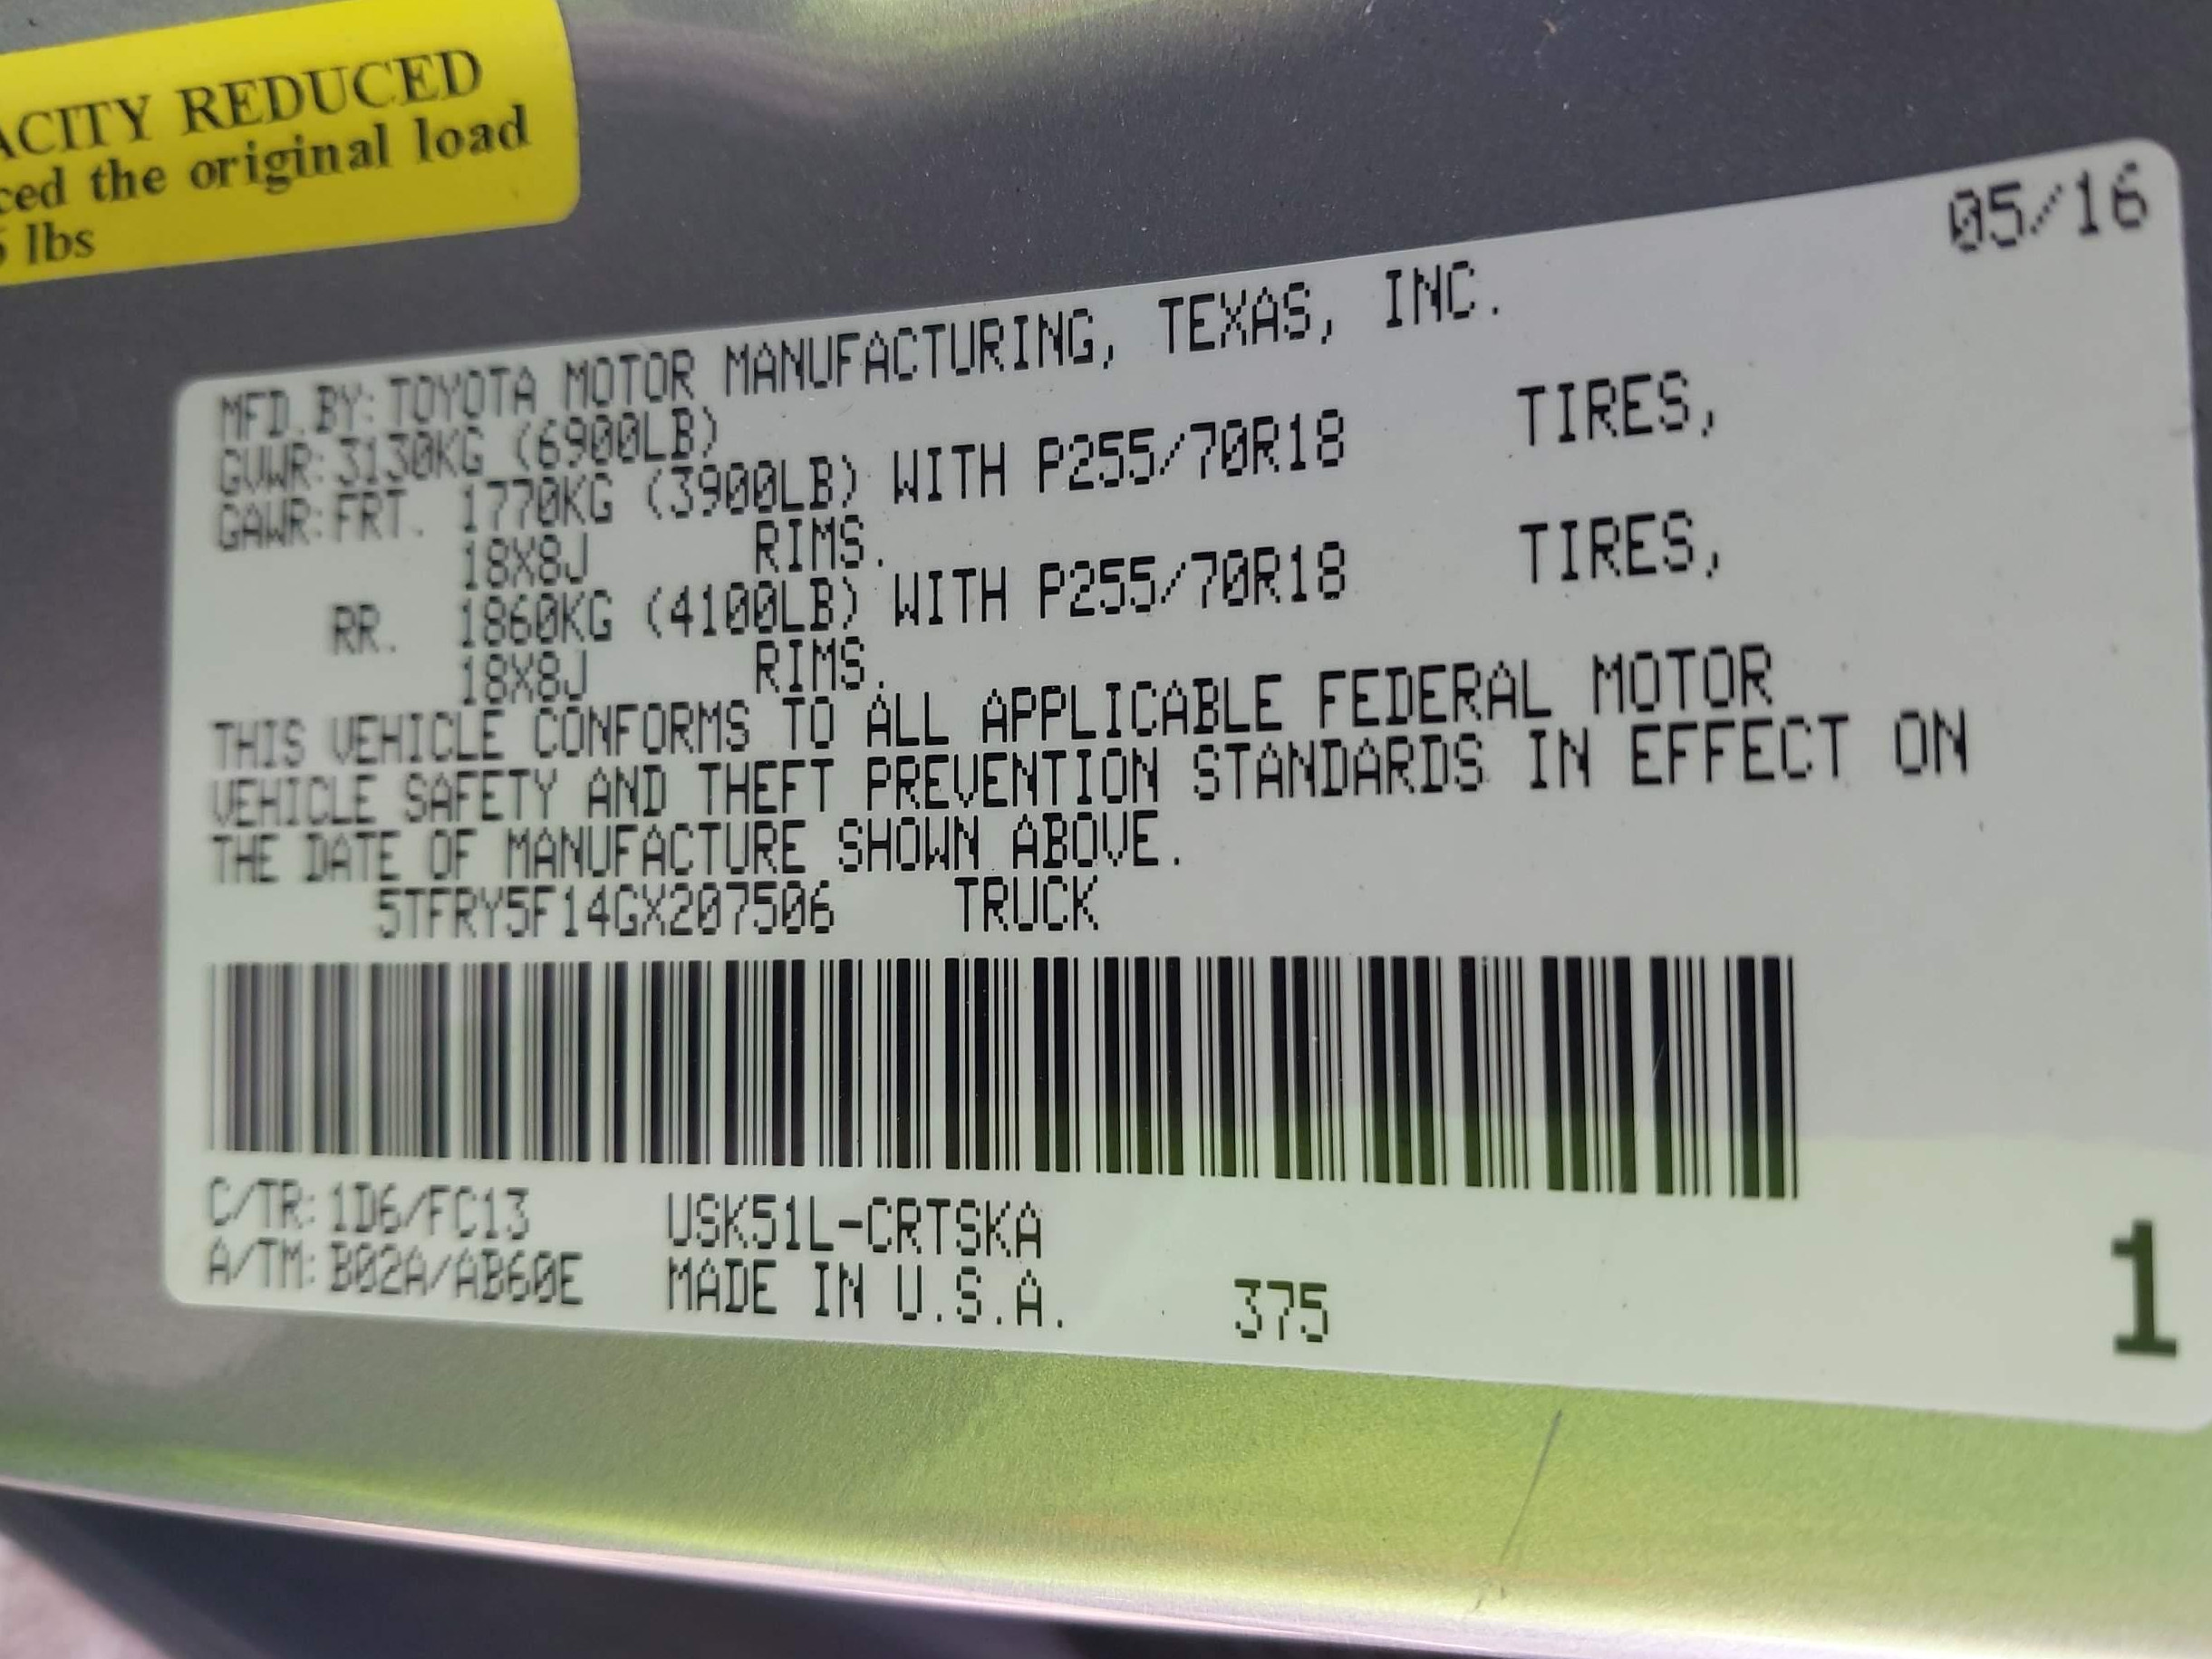 ACITY REDUCED
ced the original load
lbs
05/16
MFD.BY:TOYOTA MOTOR MANUFACTURING, TEXAS, INC.
GVWR:3130KG (6900LB)
GAWR:FRT. 1770KG (3900LB) WITH P255/70R18 TIRES,
18X8J RIMS.
RR. 1860KG (4100LB) WITH P255/70R18 TIRES,
18X8J RIMS.
THIS VEHICLE CONFORMS TO ALL APPLICABLE FEDERAL MOTOR
VEHICLE SAFETY AND THEFT PREVENTION STANDARDS IN EFFECT ON
THE DATE OF MANUFACTURE SHOWN ABOVE.
5TFRY5F14GX207506 TRUCK
C/TR:1D6/FC13 USK51L-CRTSKA
A/TM:B02A/AB60E MADE IN U.S.A. 375
1